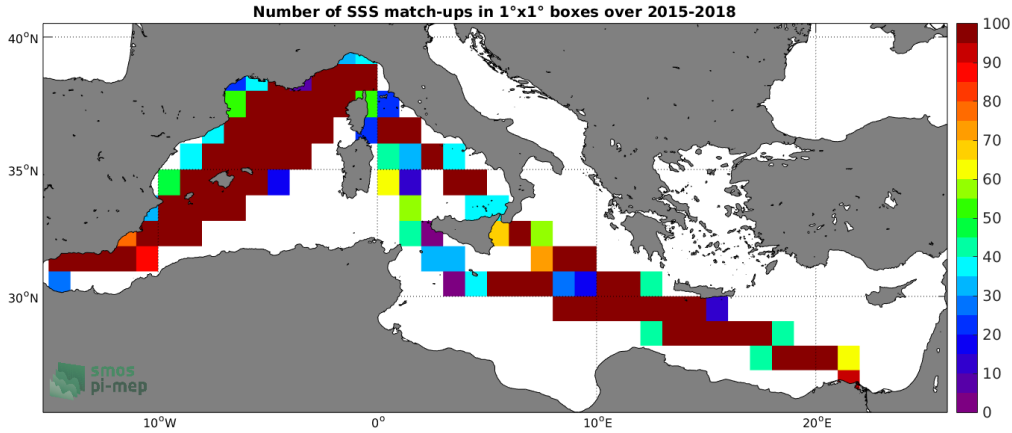 Number of SSS match-ups in 1°x1° boxes over 2015-2018
40°N
35°N
30°N
10°W
0°
10°E
20°E
100
90
80
70
60
50
40
30
20
10
0
smos
pi-mep